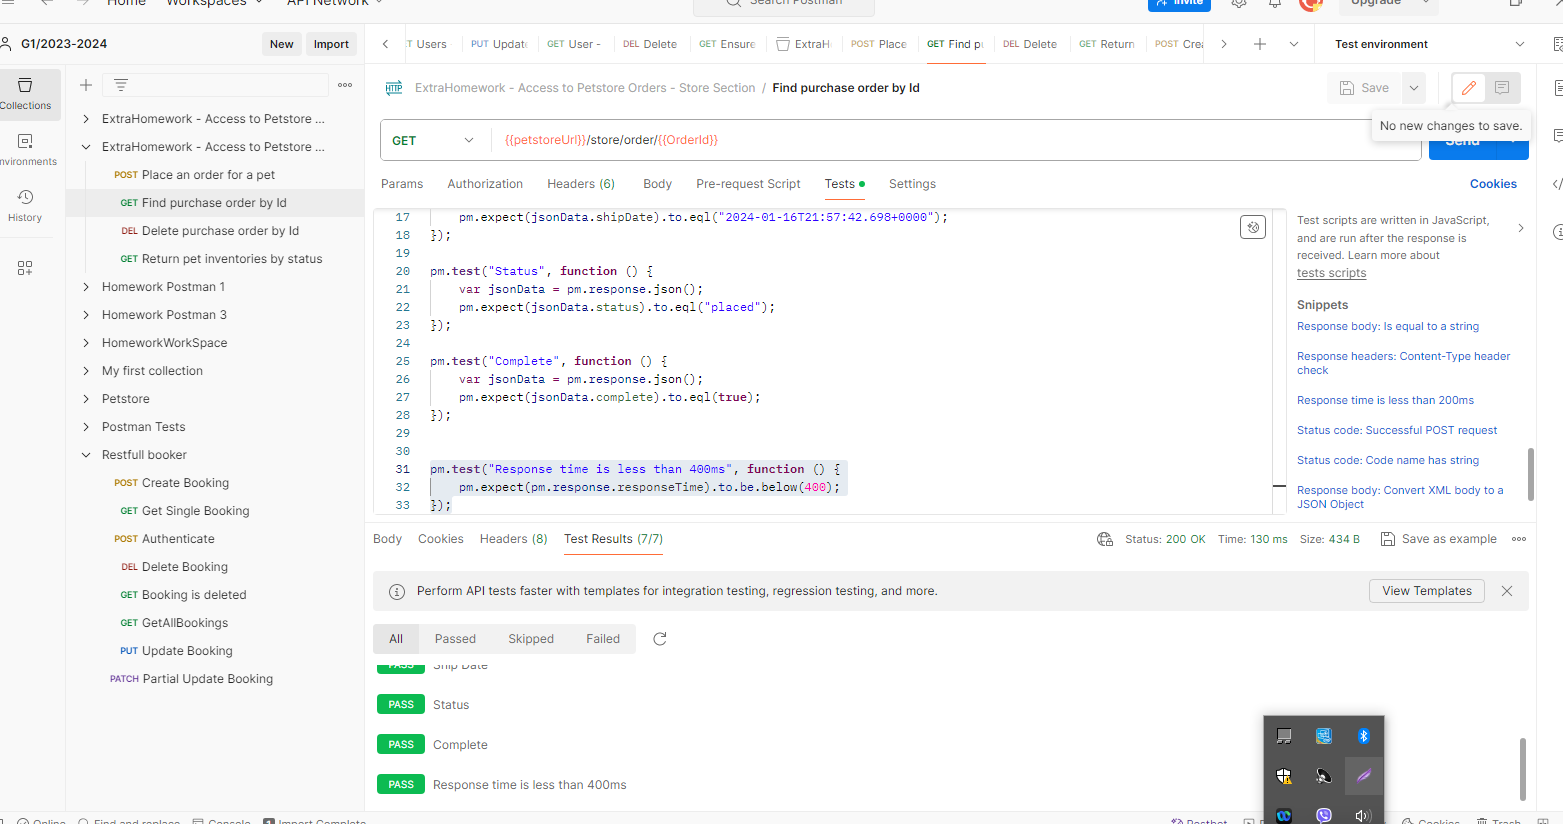 Home Workspaces API Network Search Postman Invite Upgrade
G1/2023-2024 New Import
Users PUT GET User - DEL Delete GET Ensure POST Place GET DEL Delete GET Return POST Test environment
Collections
Environments
History
ExtraHomework - Access to Petstore ...
ExtraHomework - Access to Petstore ...
POST Place an order for a pet
GET Find purchase order by Id
DEL Delete purchase order by Id
GET Return pet inventories by status
Homework Postman 1
Homework Postman 3
HomeworkWorkSpace
My first collection
Petstore
Postman Tests
Restfull booker
POST Create Booking
GET Get Single Booking
POST Authenticate
DEL Delete Booking
GET Booking is deleted
GET GetAllBookings
PUT Update Booking
PATCH Partial Update Booking
HTTP ExtraHomework - Access to Petstore Orders - Store Section / Find purchase order by Id Save
No new changes to save.
GET {{petstoreUrl}}/store/order/{{OrderId}} Send
Params Authorization Headers (6) Body Pre-request Script Tests Settings Cookies
17 pm.expect(jsonData.shipDate).to.eql("2024-01-16T21:57:42.698+0000");
18 });
19
20 pm.test("Status", function () {
21 var jsonData = pm.response.json();
22 pm.expect(jsonData.status).to.eql("placed");
23 });
24
25 pm.test("Complete", function () {
26 var jsonData = pm.response.json();
27 pm.expect(jsonData.complete).to.eql(true);
28 });
29
30
31 pm.test("Response time is less than 400ms", function () {
32 pm.expect(pm.response.responseTime).to.be.below(400);
33 });
Test scripts are written in JavaScript,
and are run after the response is
received. Learn more about
tests scripts
Snippets
Response body: Is equal to a string
Response headers: Content-Type header
check
Response time is less than 200ms
Status code: Successful POST request
Status code: Code name has string
Response body: Convert XML body to a
JSON Object
Body Cookies Headers (8) Test Results (7/7) Status: 200 OK Time: 130 ms Size: 434 B Save as example
Perform API tests faster with templates for integration testing, regression testing, and more. View Templates
All Passed Skipped Failed
PASS Ship Date
PASS Status
PASS Complete
PASS Response time is less than 400ms
Online Find and replace Console Import Complete Postbot Cookies Trash